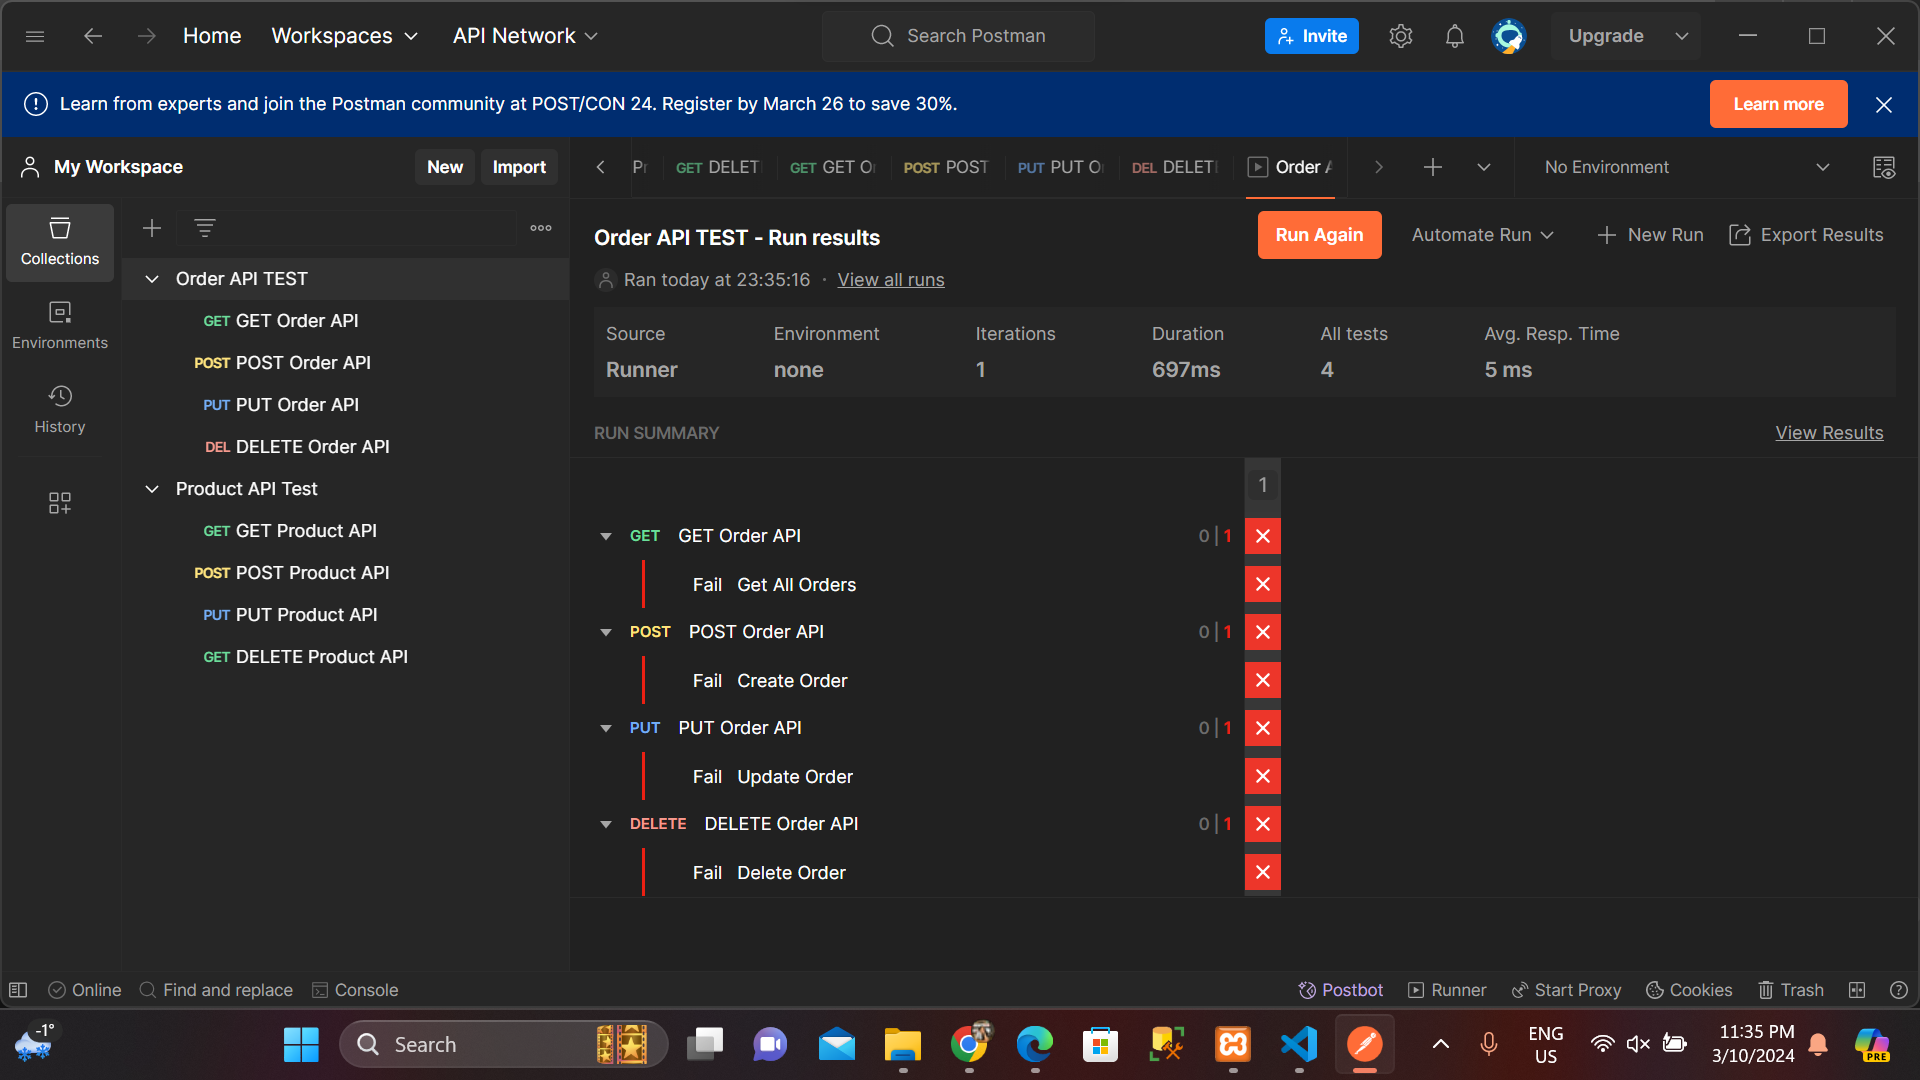 Home Workspaces API Network Search Postman Invite Upgrade
Learn from experts and join the Postman community at POST/CON 24. Register by March 26 to save 30%. Learn more
My Workspace New Import
GET DELET GET GET O POST POST PUT PUT O DEL DELET Order A No Environment
Collections
Environments
History
Order API TEST
GET GET Order API
POST POST Order API
PUT PUT Order API
DEL DELETE Order API
Product API Test
GET GET Product API
POST POST Product API
PUT PUT Product API
GET DELETE Product API
Order API TEST - Run results Run Again Automate Run New Run Export Results
Ran today at 23:35:16 · View all runs
Source Environment Iterations Duration All tests Avg. Resp. Time
Runner none 1 697ms 4 5 ms
RUN SUMMARY View Results
1
GET GET Order API 0 | 1
Fail Get All Orders
POST POST Order API 0 | 1
Fail Create Order
PUT PUT Order API 0 | 1
Fail Update Order
DELETE DELETE Order API 0 | 1
Fail Delete Order
Online Find and replace Console Postbot Runner Start Proxy Cookies Trash
-1°
Search
ENG
US
11:35 PM
3/10/2024
PRE